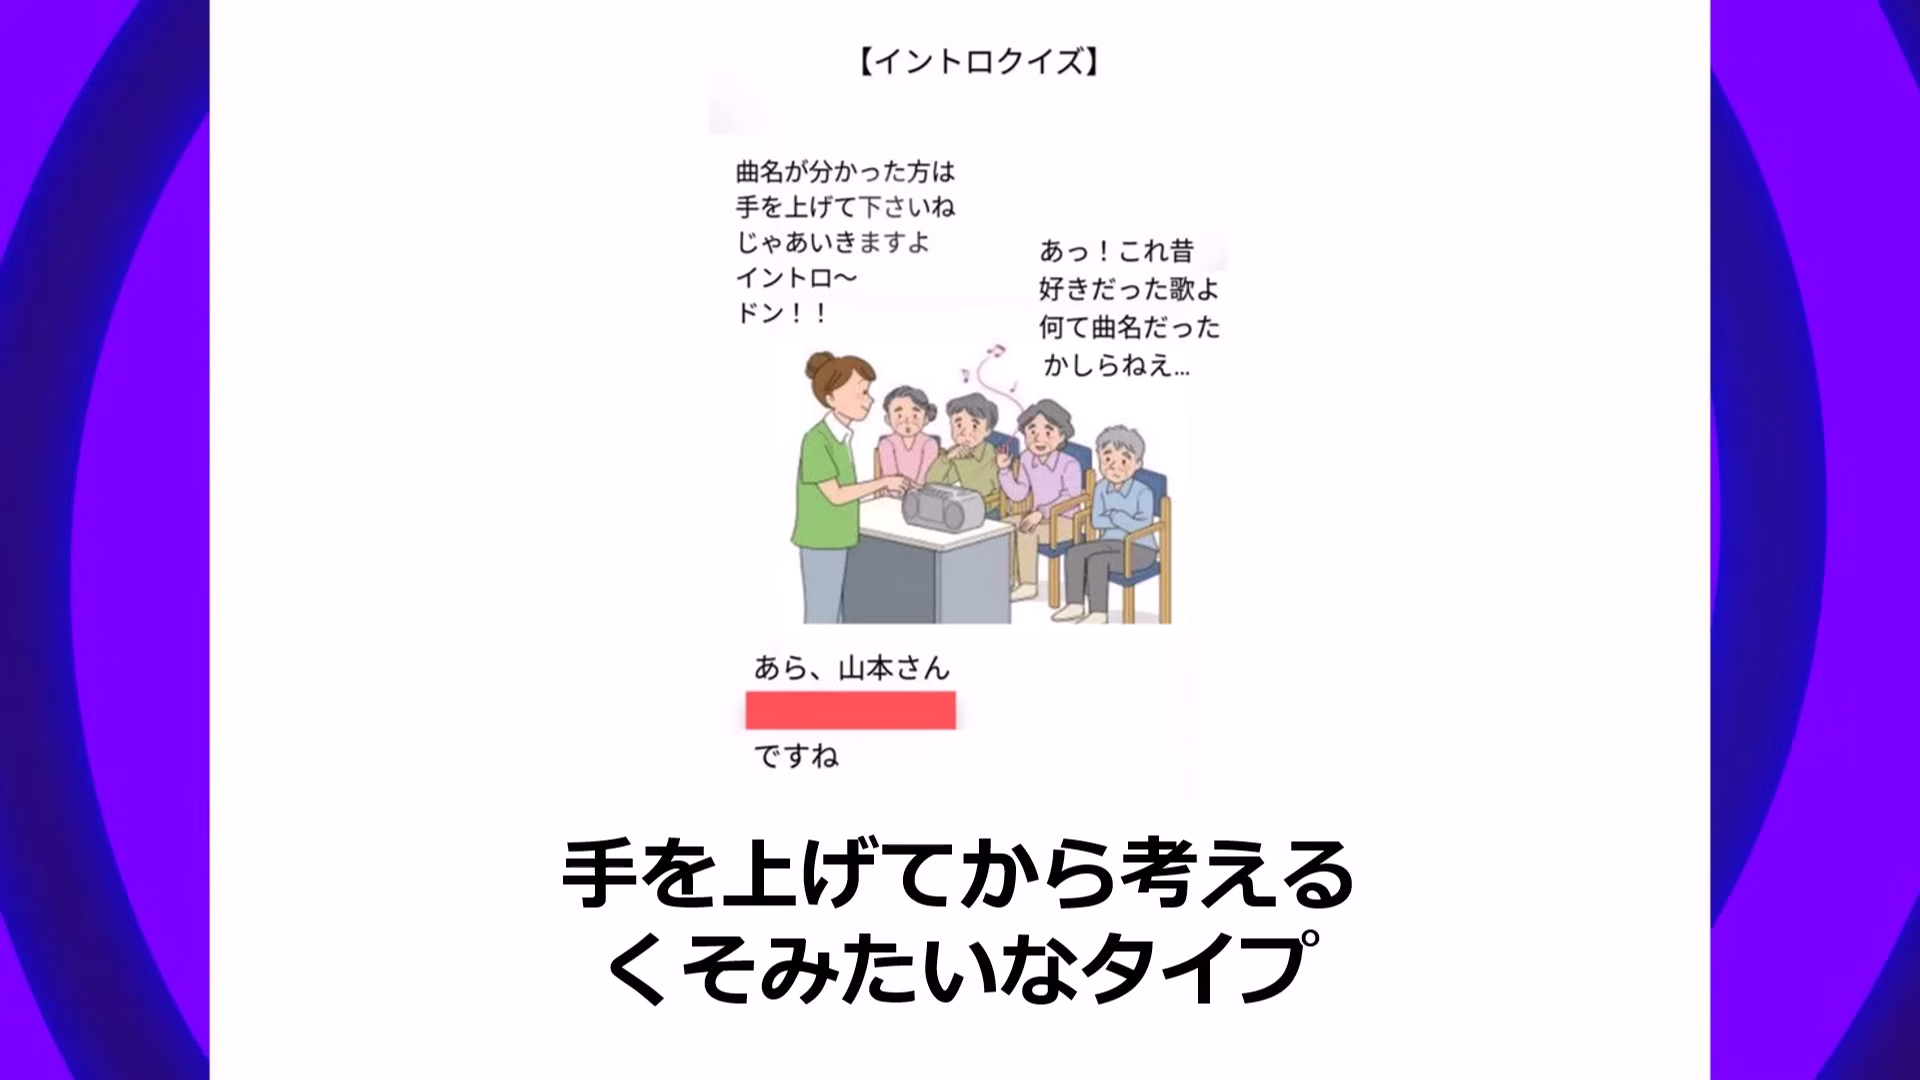 【イントロクイズ】
曲名が分かった方は
手を上げて下さいね
じゃあいきますよ
イントロ〜
ドン！！
あっ！これ昔
好きだった歌よ
何て曲名だった
かしらねえ...
あら、山本さん
ですね
手を上げてから考える
くそみたいなタイプ